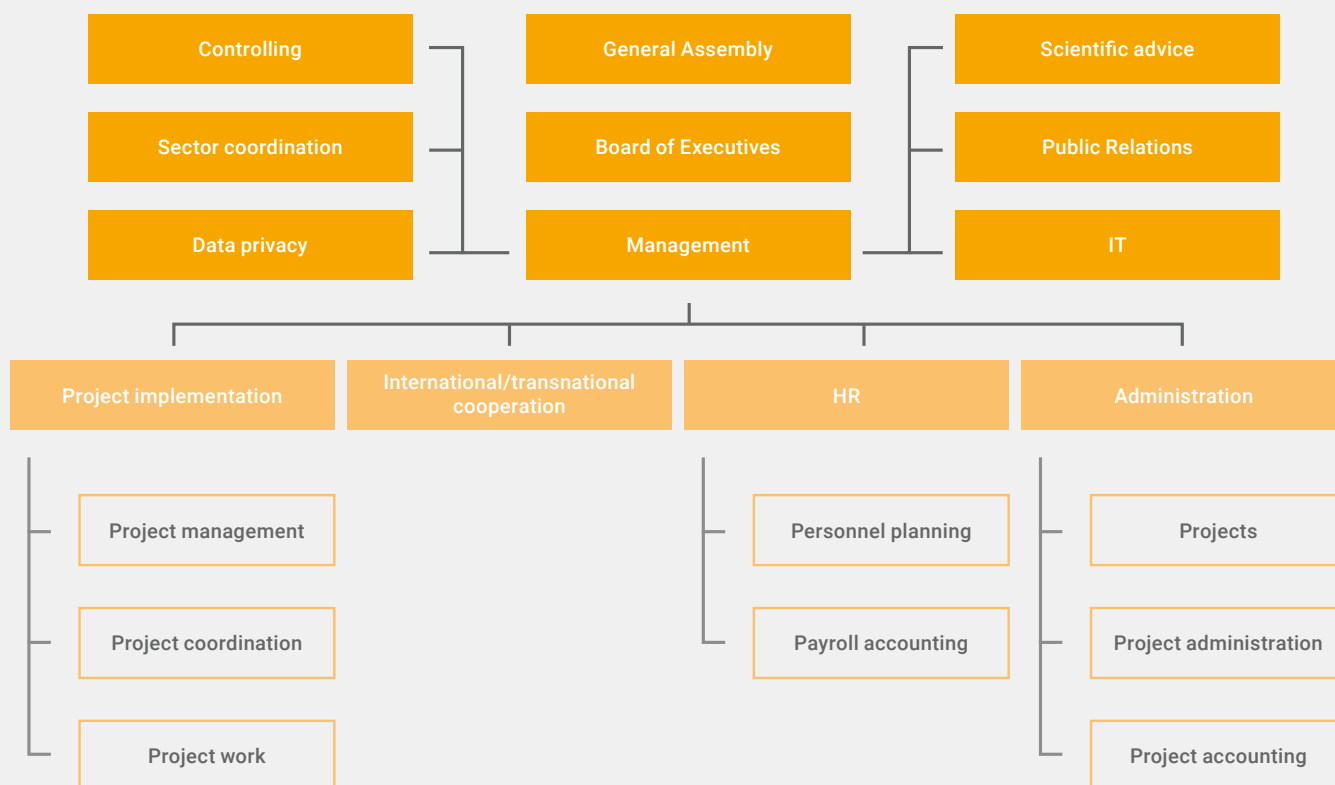 Controlling
General Assembly
Scientific advice
Sector coordination
Board of Executives
Public Relations
Data privacy
Management
IT
Project implementation
International/transnational
cooperation
HR
Administration
Project management
Personnel planning
Projects
Project coordination
Payroll accounting
Project administration
Project work
Project accounting